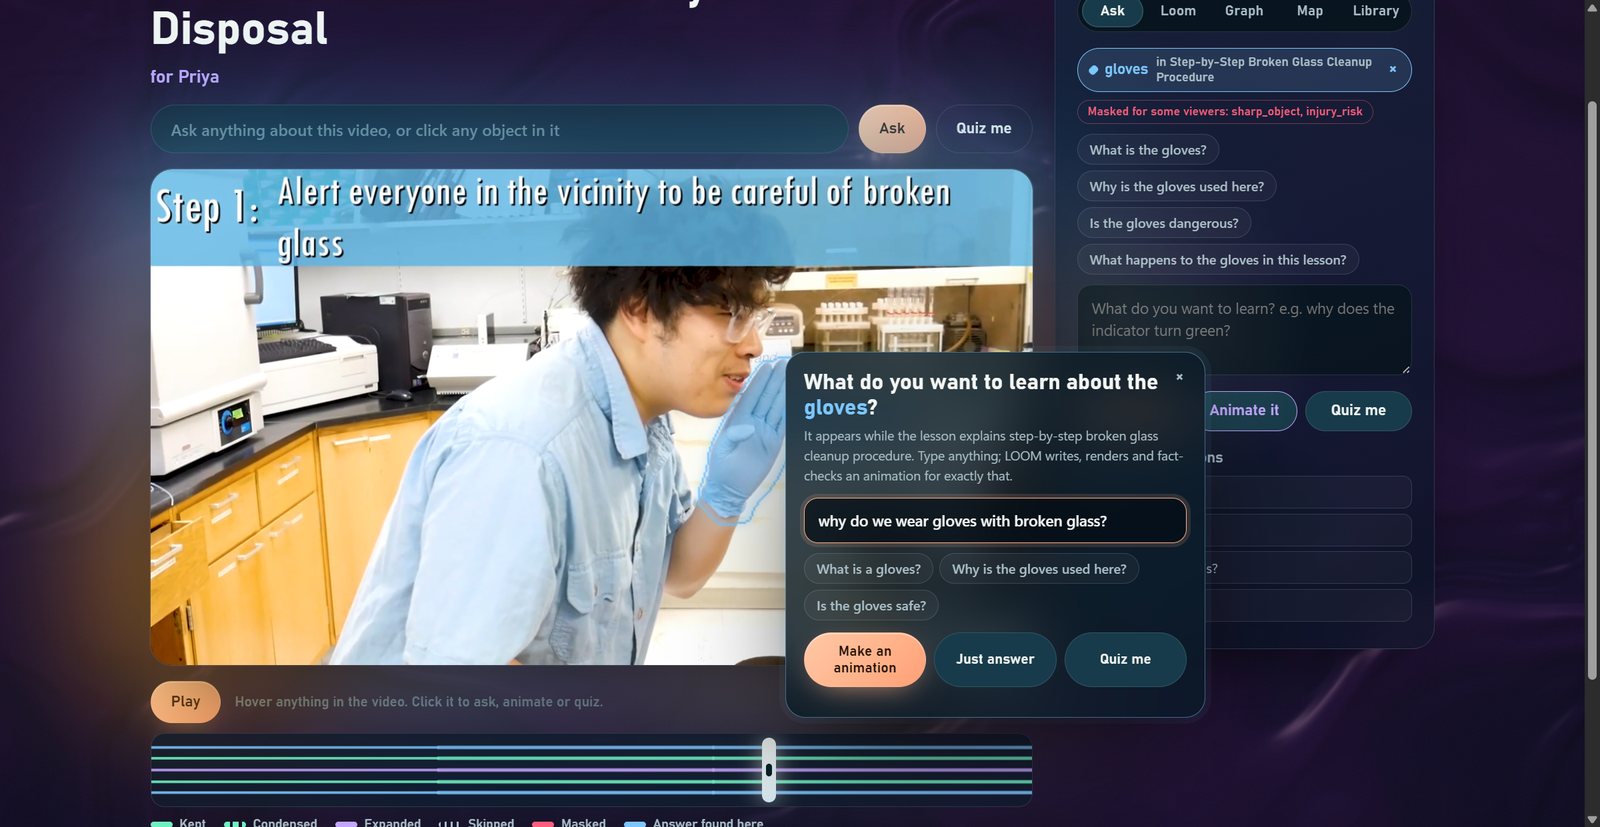 Disposal
for Priya
Ask anything about this video, or click any object in it
Ask
Quiz me
Step 1: Alert everyone in the vicinity to be careful of broken
glass
Play
Hover anything in the video. Click it to ask, animate or quiz.
Kept
Condensed
Expanded
Skipped
Masked
Answer found here
Ask
Loom
Graph
Map
Library
gloves in Step-by-Step Broken Glass Cleanup
Procedure
×
Masked for some viewers: sharp_object, injury_risk
What is the gloves?
Why is the gloves used here?
Is the gloves dangerous?
What happens to the gloves in this lesson?
What do you want to learn? e.g. why does the
indicator turn green?
Animate it
Quiz me
What do you want to learn about the
gloves?
×
It appears while the lesson explains step-by-step broken glass
cleanup procedure. Type anything; LOOM writes, renders and fact-
checks an animation for exactly that.
why do we wear gloves with broken glass?
What is a gloves?
Why is the gloves used here?
Is the gloves safe?
Make an
animation
Just answer
Quiz me